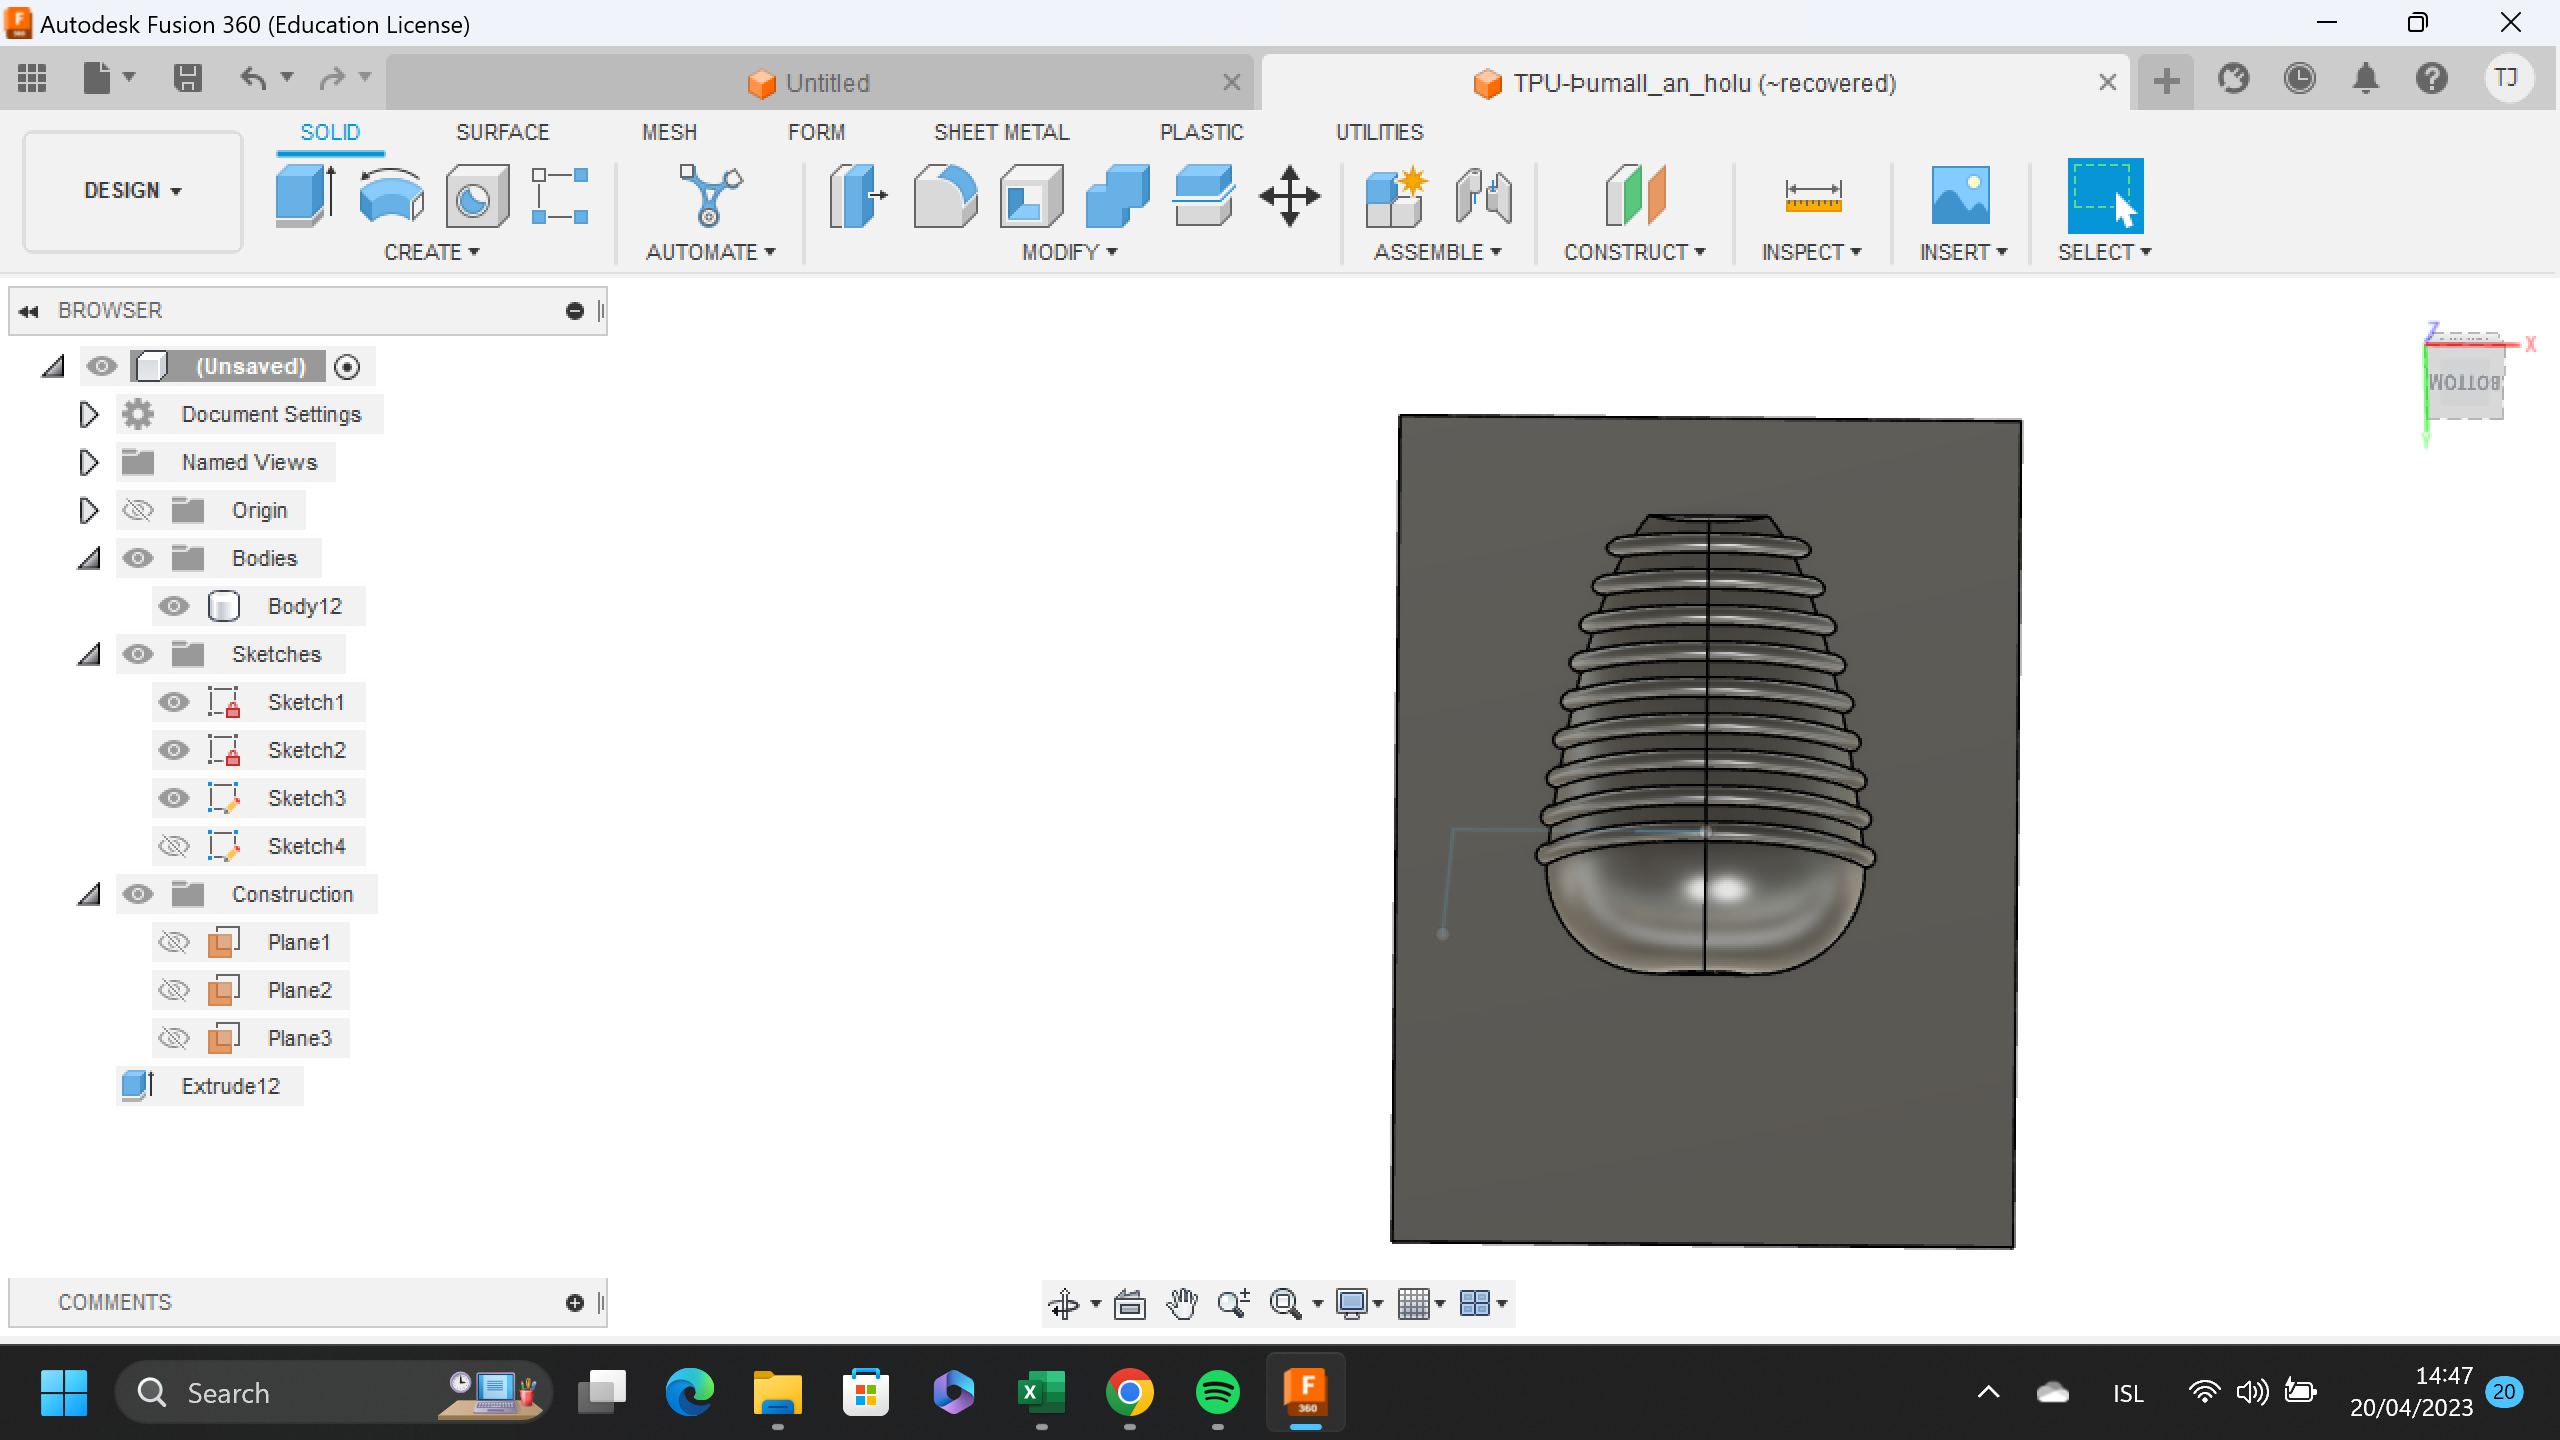 Autodesk Fusion 360 (Education License)
Untitled
TPU-Þumall_an_holu (~recovered)
TJ
SOLID
SURFACE
MESH
FORM
SHEET METAL
PLASTIC
UTILITIES
DESIGN
CREATE
AUTOMATE
MODIFY
ASSEMBLE
CONSTRUCT
INSPECT
INSERT
SELECT
BROWSER
(Unsaved)
Document Settings
Named Views
Origin
Bodies
Body12
Sketches
Sketch1
Sketch2
Sketch3
Sketch4
Construction
Plane1
Plane2
Plane3
Extrude12
Z
X
BOTTOM
Y
COMMENTS
Search
F
360
ISL
14:47
20/04/2023
20